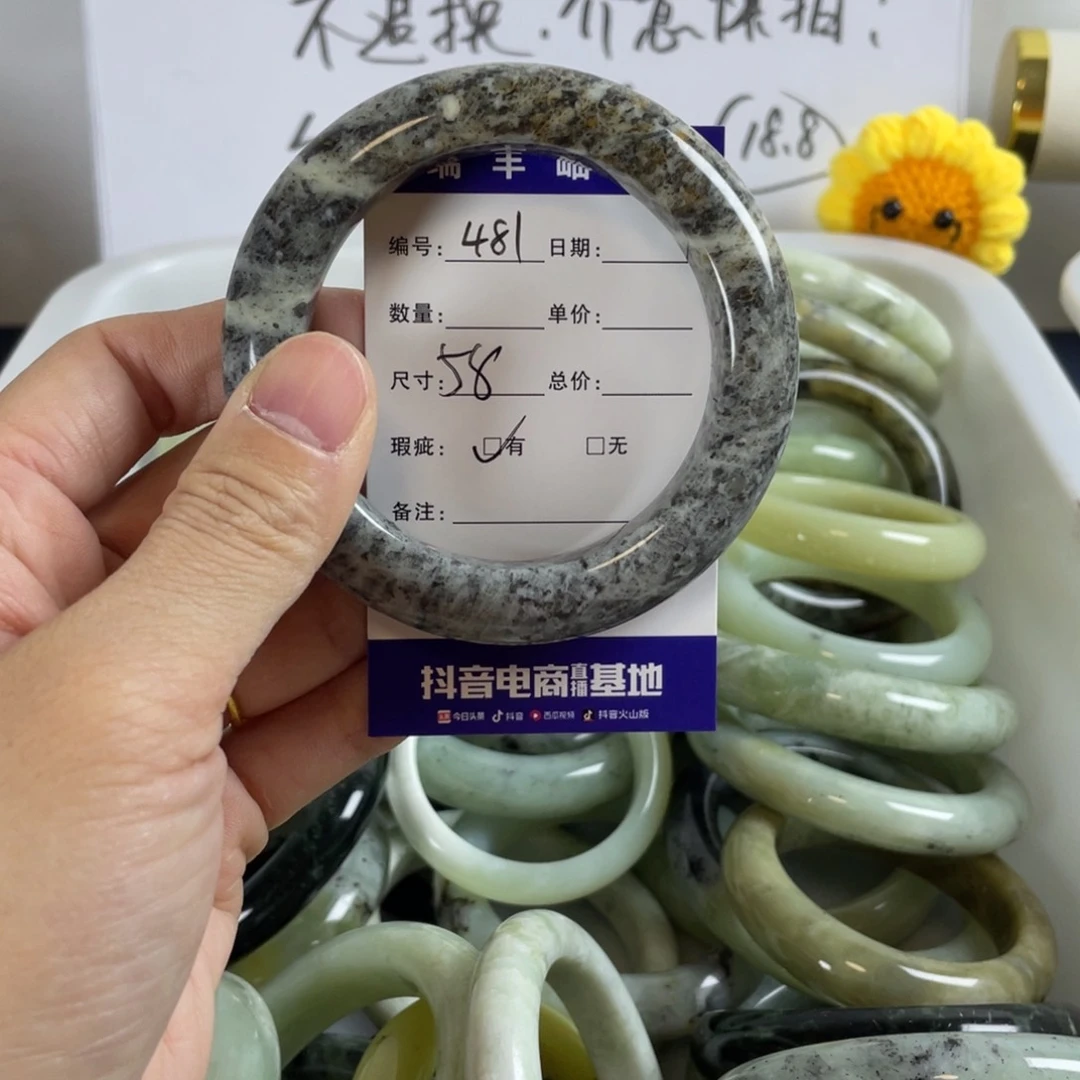 不退换.介意慎拍!
(18.8)
瑞丰
编号: 481 日期:
数量: 单价:
尺寸: 58 总价:
瑕疵: ☑有 □无
备注:
抖音电商直播基地
今日头条 抖音 西瓜视频 抖音火山版